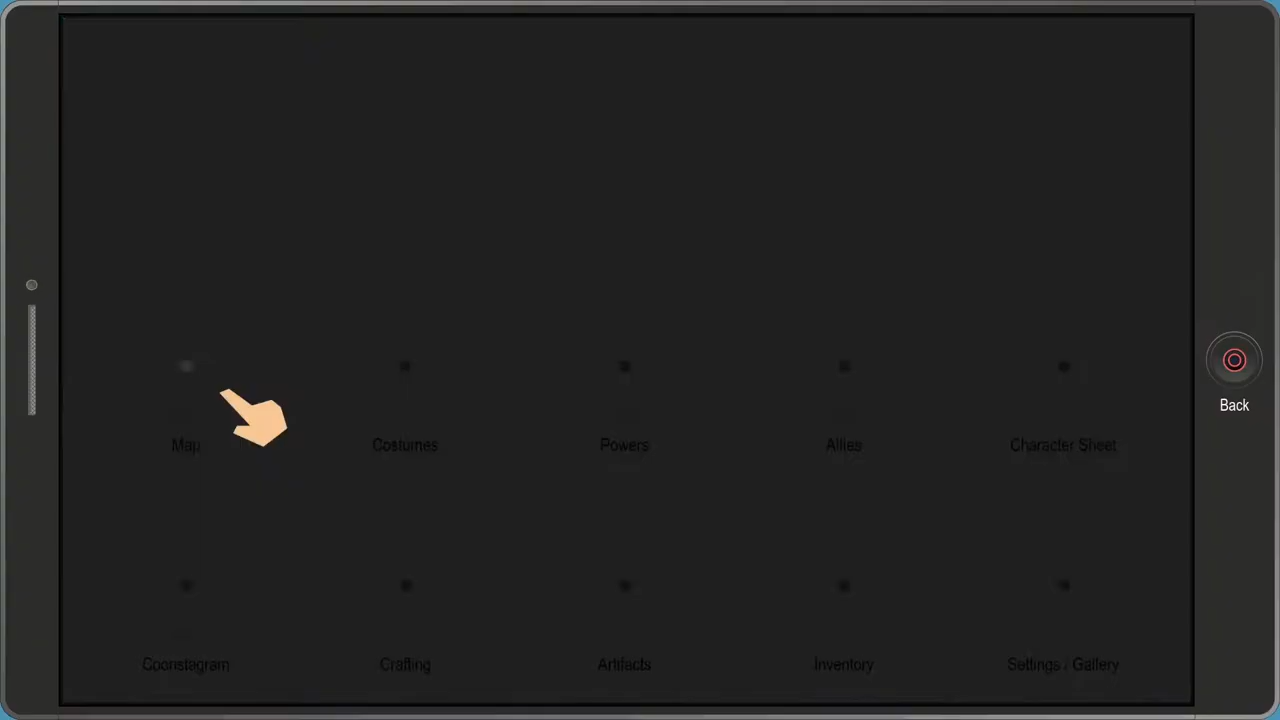 Back
Map
Costumes
Powers
Allies
Character Sheet
Coonstagram
Crafting
Artifacts
Inventory
Settings / Gallery